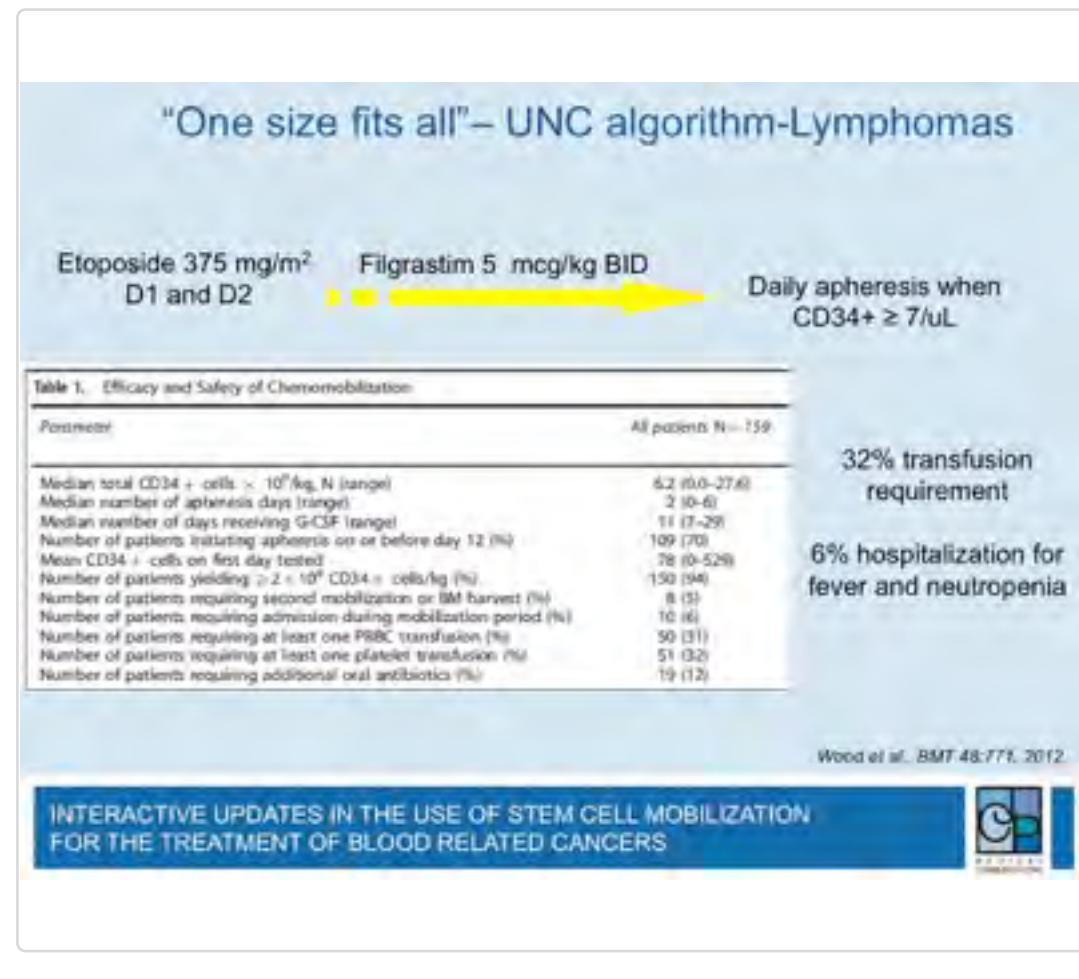 "One size fits all"– UNC algorithm-Lymphomas
Etoposide 375 mg/m²
D1 and D2
Filgrastim 5 mcg/kg BID
Daily apheresis when
CD34+ ≥ 7/uL
Table 1. Efficacy and Safety of Chemomobilization
Parameter
All patients N = 159
Median total CD34 + cells × 10⁶/kg, N (range) 6.2 (0.0–27.6)
Median number of apheresis days (range) 2 (0–6)
Median number of days receiving G-CSF (range) 11 (7–29)
Number of patients initiating apheresis on or before day 12 (%) 109 (70)
Mean CD34 + cells on first day tested 78 (0–529)
Number of patients yielding ≥ 2 × 10⁶ CD34 + cells/kg (%) 150 (94)
Number of patients requiring second mobilization or BM harvest (%) 8 (5)
Number of patients requiring admission during mobilization period (%) 10 (6)
Number of patients requiring at least one PRBC transfusion (%) 50 (31)
Number of patients requiring at least one platelet transfusion (%) 51 (32)
Number of patients requiring additional oral antibiotics (%) 19 (12)
32% transfusion
requirement
6% hospitalization for
fever and neutropenia
Wood et al., BMT 48:771, 2012.
INTERACTIVE UPDATES IN THE USE OF STEM CELL MOBILIZATION
FOR THE TREATMENT OF BLOOD RELATED CANCERS